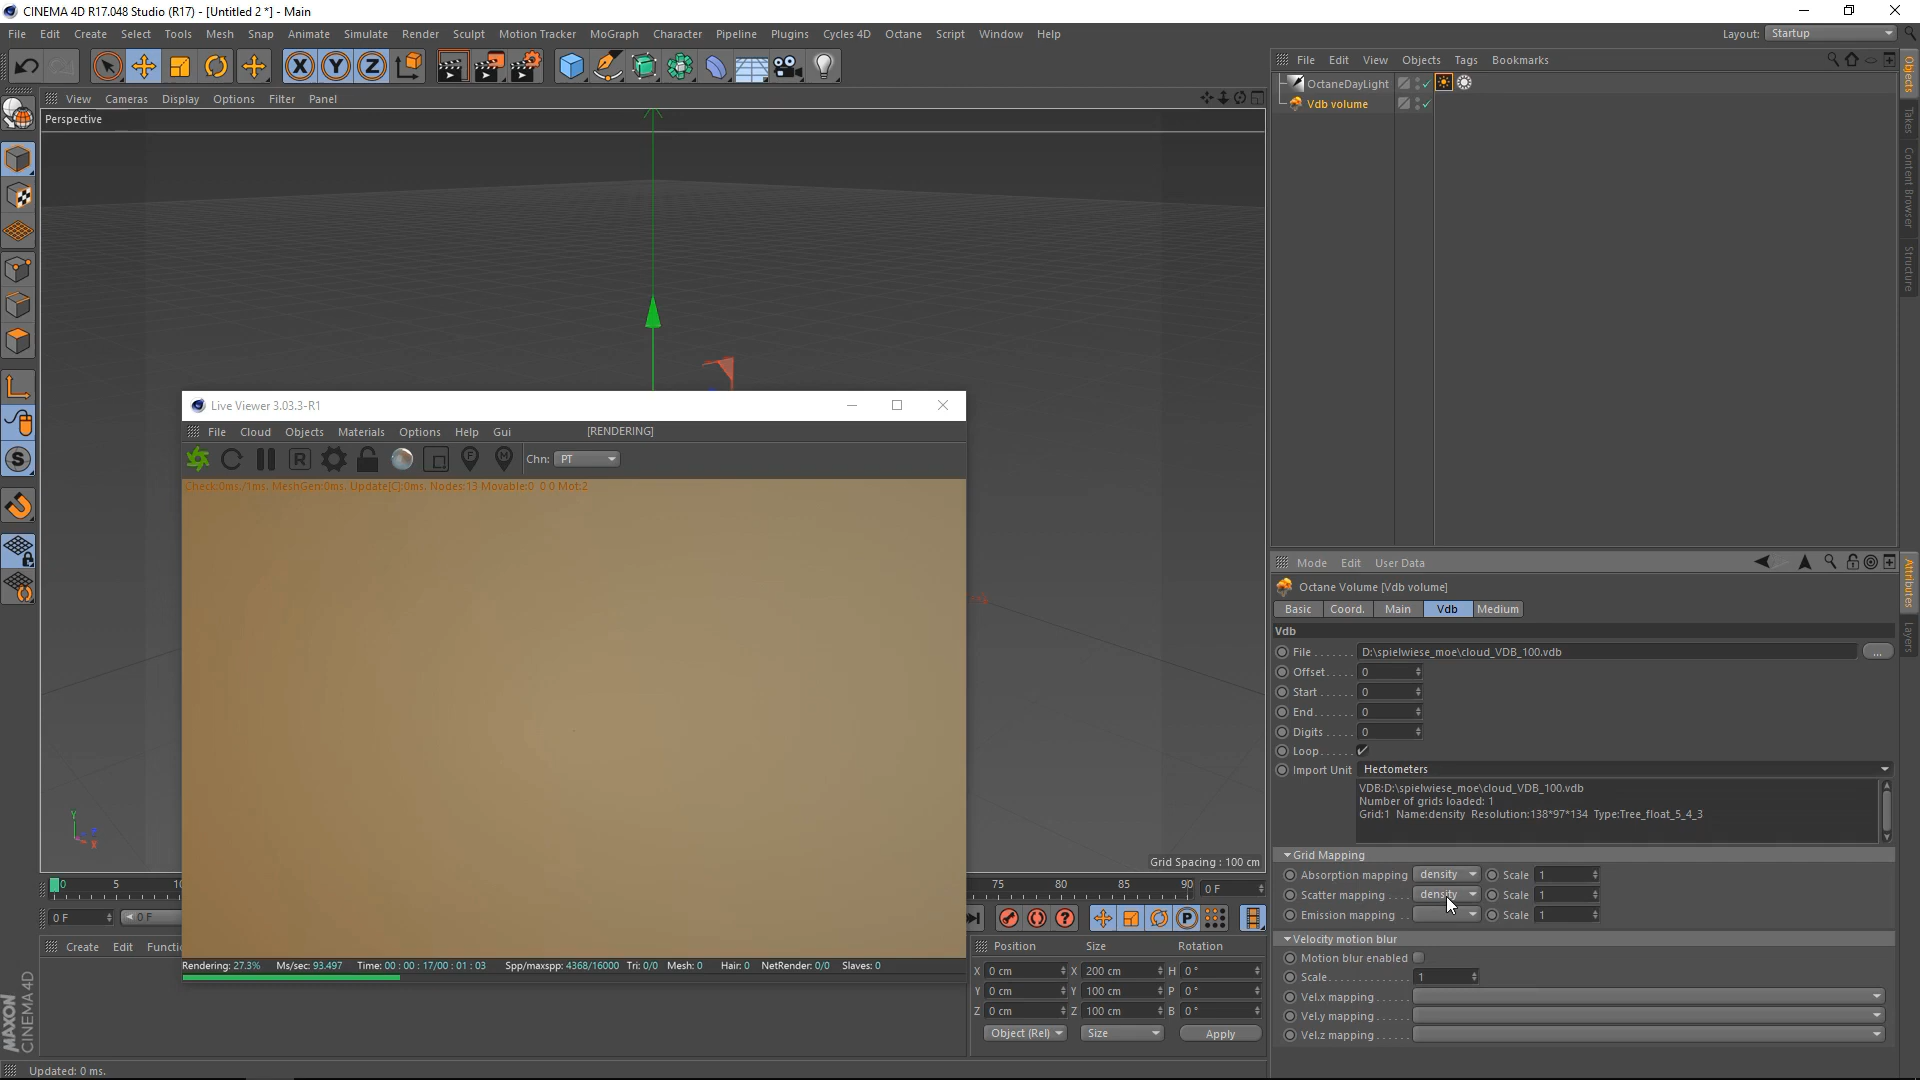 CINEMA 4D R17.048 Studio (R17) - [Untitled 2 *] - Main
File Edit Create Select Tools Mesh Snap Animate Simulate Render Sculpt Motion Tracker MoGraph Character Pipeline Plugins Cycles 4D Octane Script Window Help
Layout: Startup
View Cameras Display Options Filter Panel
Perspective
File Edit View Objects Tags Bookmarks
OctaneDayLight
Vdb volume
Objects
Takes
Content Browser
Structure
Live Viewer 3.03.3-R1
File Cloud Objects Materials Options Help Gui [RENDERING]
Chn: PT
Check:0ms./1ms. MeshGen:0ms. Update[C]:0ms. Nodes:13 Movable:0 0 0 Mot:2
Rendering: 27.3% Ms/sec: 93.497 Time: 00 : 00 : 17/00 : 01 : 03 Spp/maxspp: 4368/16000 Tri: 0/0 Mesh: 0 Hair: 0 NetRender: 0/0 Slaves: 0
Grid Spacing : 100 cm
0 5 10 75 80 85 90 0 F
0 F 0 F
Create Edit Functi
Position Size Rotation
X 0 cm X 200 cm H 0 °
Y 0 cm Y 100 cm P 0 °
Z 0 cm Z 100 cm B 0 °
Object (Rel) Size Apply
MAXON
CINEMA 4D
Updated: 0 ms.
Mode Edit User Data
Octane Volume [Vdb volume]
Basic Coord. Main Vdb Medium
Vdb
File . . . . . . . D:\spielwiese_moe\cloud_VDB_100.vdb ...
Offset . . . . . 0
Start . . . . . . 0
End . . . . . . . 0
Digits . . . . . 0
Loop . . . . . .
Import Unit Hectometers
VDB:D:\spielwiese_moe\cloud_VDB_100.vdb
Number of grids loaded: 1
Grid:1 Name:density Resolution:138*97*134 Type:Tree_float_5_4_3
Grid Mapping
Absorption mapping density Scale 1
Scatter mapping . . . . density Scale 1
Emission mapping . . Scale 1
Velocity motion blur
Motion blur enabled
Scale . . . . . . . . . . . . . 1
Vel.x mapping . . . . . .
Vel.y mapping . . . . . .
Vel.z mapping . . . . . .
Attributes
Layers